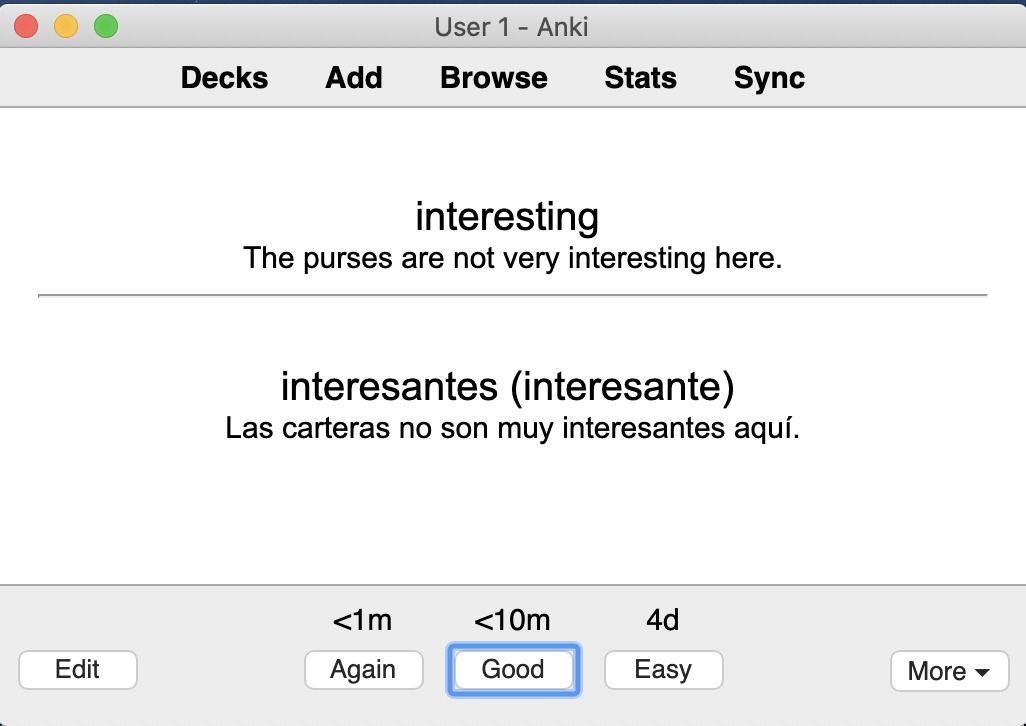 User 1 - Anki
Decks Add Browse Stats Sync
interesting
The purses are not very interesting here.
interesantes (interesante)
Las carteras no son muy interesantes aquí.
<1m <10m 4d
Edit Again Good Easy More